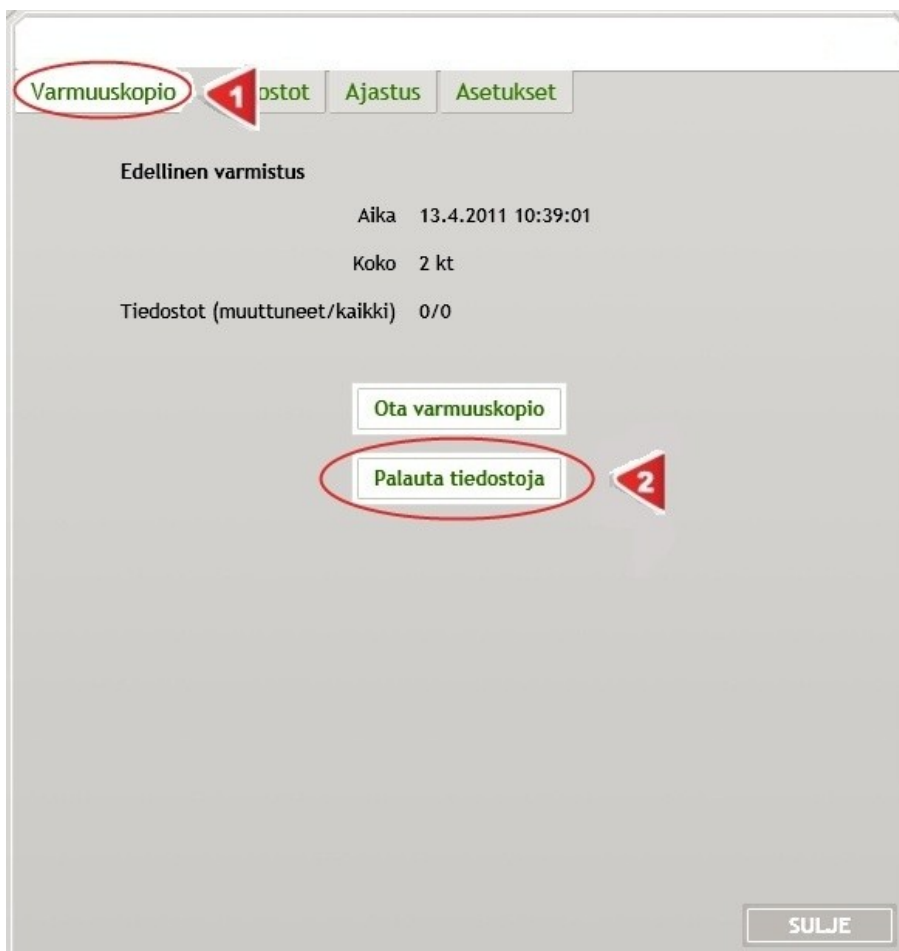 Varmuuskopio 1 ostot Ajastus Asetukset
Edellinen varmistus
Aika 13.4.2011 10:39:01
Koko 2 kt
Tiedostot (muuttuneet/kaikki) 0/0
Ota varmuuskopio
Palauta tiedostoja 2
SULJE